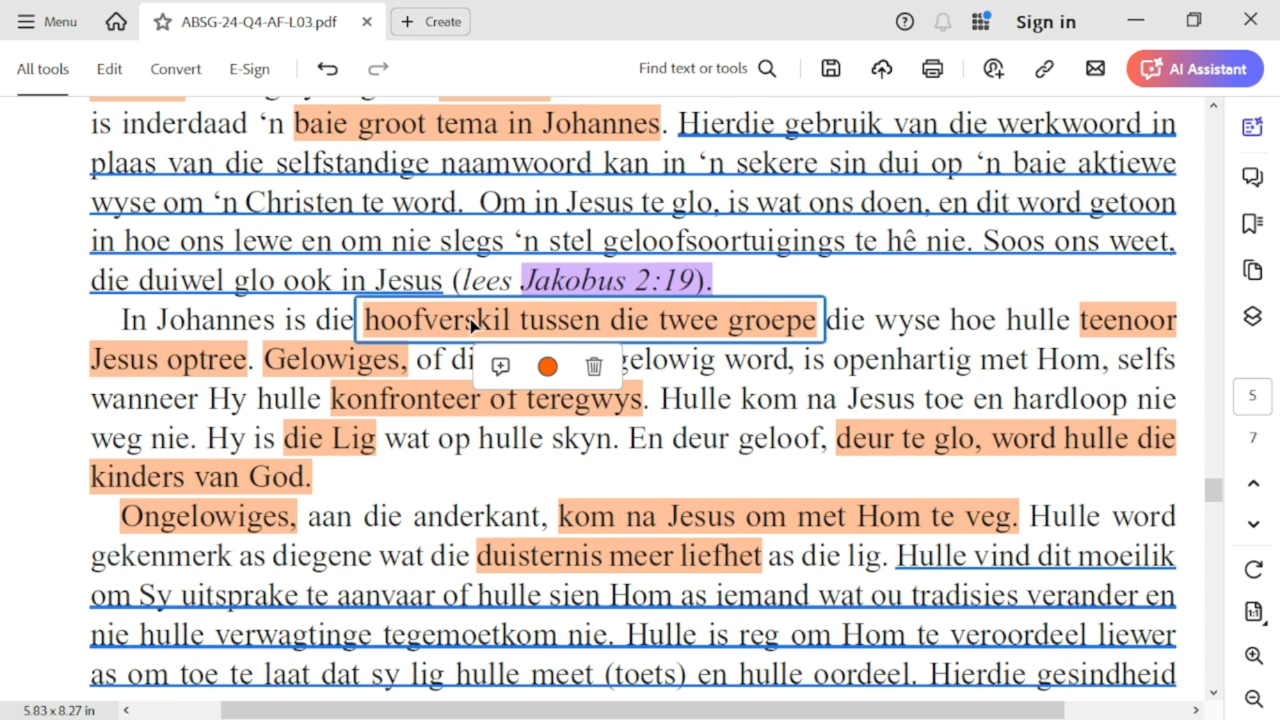 Menu
ABSG-24-Q4-AF-L03.pdf
Create
Sign in
All tools
Edit
Convert
E-Sign
Find text or tools
AI Assistant
is inderdaad ‘n baie groot tema in Johannes. Hierdie gebruik van die werkwoord in
plaas van die selfstandige naamwoord kan in ‘n sekere sin dui op ‘n baie aktiewe
wyse om ‘n Christen te word. Om in Jesus te glo, is wat ons doen, en dit word getoon
in hoe ons lewe en om nie slegs ‘n stel geloofsoortuigings te hê nie. Soos ons weet,
die duiwel glo ook in Jesus (lees Jakobus 2:19).
In Johannes is die hoofverskil tussen die twee groepe die wyse hoe hulle teenoor
Jesus optree. Gelowiges, of di gelowig word, is openhartig met Hom, selfs
wanneer Hy hulle konfronteer of teregwys. Hulle kom na Jesus toe en hardloop nie
weg nie. Hy is die Lig wat op hulle skyn. En deur geloof, deur te glo, word hulle die
kinders van God.
Ongelowiges, aan die anderkant, kom na Jesus om met Hom te veg. Hulle word
gekenmerk as diegene wat die duisternis meer liefhet as die lig. Hulle vind dit moeilik
om Sy uitsprake te aanvaar of hulle sien Hom as iemand wat ou tradisies verander en
nie hulle verwagtinge tegemoetkom nie. Hulle is reg om Hom te veroordeel liewer
as om toe te laat dat sy lig hulle meet (toets) en hulle oordeel. Hierdie gesindheid
5
7
5.83 x 8.27 in